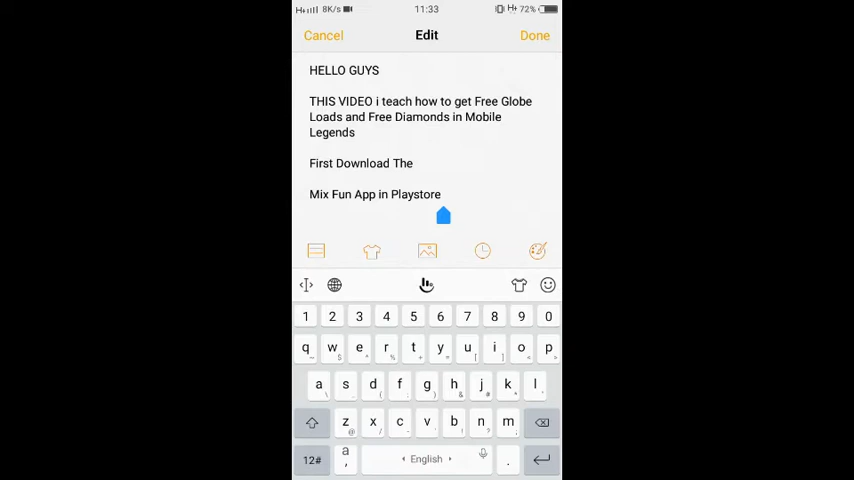 8K/s 11:33 72%
Cancel Edit Done
HELLO GUYS
THIS VIDEO i teach how to get Free Globe
Loads and Free Diamonds in Mobile
Legends
First Download The
Mix Fun App in Playstore
1 2 3 4 5 6 7 8 9 0
q w e r t y u i o p
a s d f g h j k l
z x c v b n m
12# a , English .